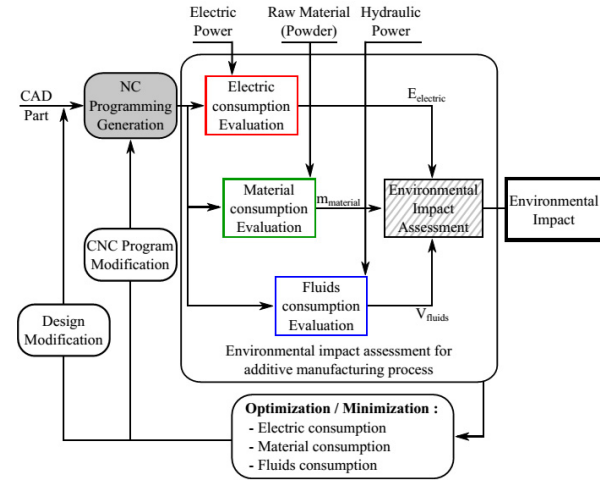 Electric
Power
Raw Material
(Powder)
Hydraulic
Power
CAD
Part
NC
Programming
Generation
Electric
consumption
Evaluation
E_electric
Material
consumption
Evaluation
m_material
Environmental
Impact
Assessment
Environmental
Impact
CNC Program
Modification
Design
Modification
Fluids
consumption
Evaluation
V_fluids
Environmental impact assessment for
additive manufacturing process
Optimization / Minimization :
- Electric consumption
- Material consumption
- Fluids consumption